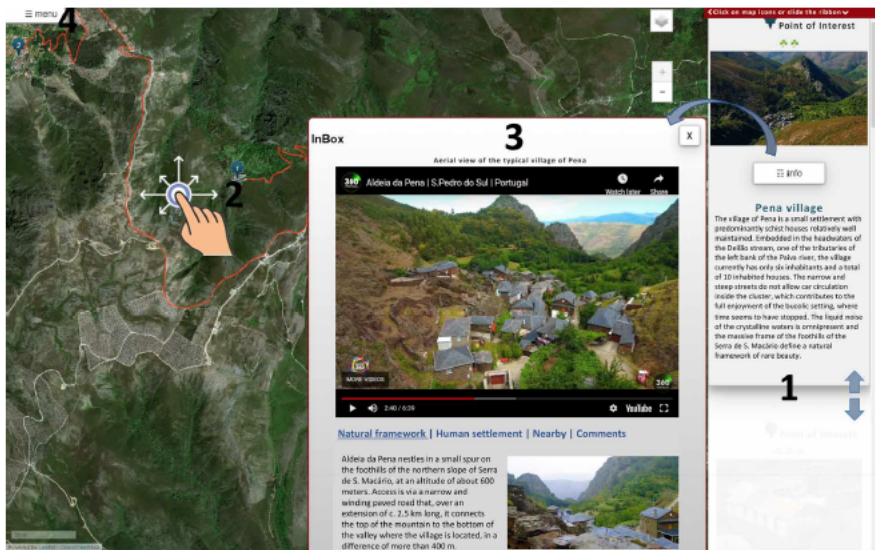 ☰ menu
4
Click on map icons or slide the ribbon
Point of Interest
+
-
InBox
3
X
Aerial view of the typical village of Pena
360
Aldeia da Pena | S.Pedro do Sul | Portugal
Watch later
Share
2
☷ Info
Pena village
The village of Pena is a small settlement with
predominantly schist houses relatively well
maintained. Embedded in the headwaters of
the Deilão stream, one of the tributaries of
the left bank of the Paiva river, the village
currently has only six inhabitants and a total
of 10 inhabited houses. The narrow and
steep streets do not allow car circulation
inside the cluster, which contributes to the
full enjoyment of the bucolic setting, where
time seems to have stopped. The liquid noise
of the crystalline waters is omnipresent and
the massive frame of the foothills of the
Serra de S. Macário define a natural
framework of rare beauty.
1
MORE VIDEOS
360
2:40 / 6:39
YouTube
Natural framework | Human settlement | Nearby | Comments
Aldeia da Pena nestles in a small spur on
the foothills of the northern slope of Serra
de S. Macário, at an altitude of about 600
meters. Access is via a narrow and
winding paved road that, over an
extension of c. 2.5 km long, it connects
the top of the mountain to the bottom of
the valley where the village is located, in a
difference of more than 400 m.
Point of Interest